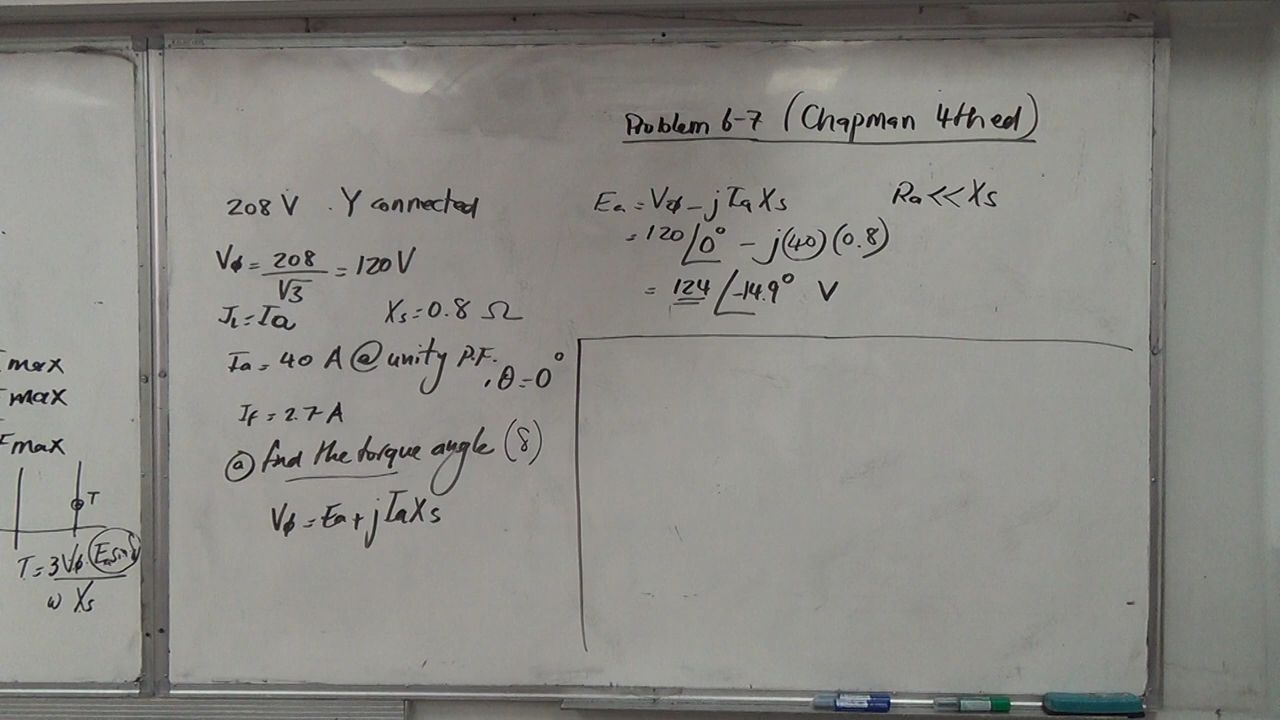 Problem 6-7 (Chapman 4th ed)
208 V . Y connected
Vϕ = 208/√3 = 120 V
IL = Ia Xs = 0.8 Ω
Ia = 40 A @ unity P.F. , θ = 0°
If = 2.7 A
ⓐ find the torque angle (δ)
Vϕ = Ea + j Ia Xs
Ea = Vϕ - j Ia Xs Ra << Xs
= 120 /0° - j(40)(0.8)
= 124 /-14.9° V
max
max
max
T
T = 3Vϕ Ea sin δ
ω Xs